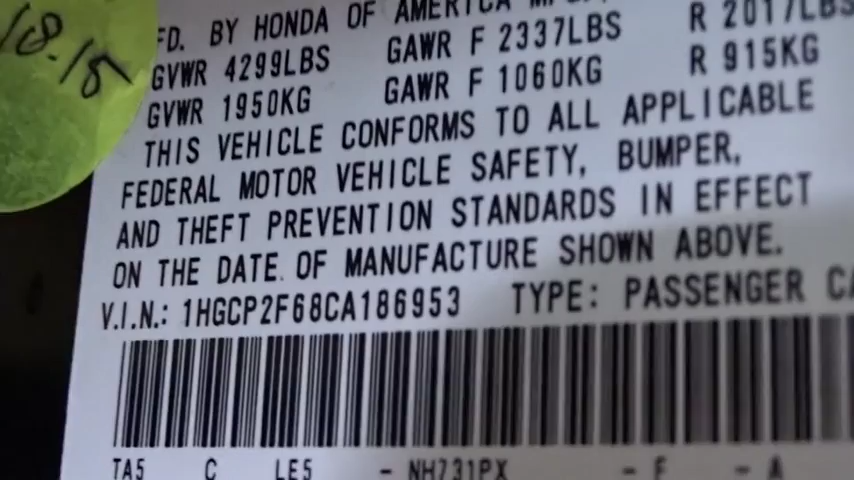 18.15
FD. BY HONDA OF AMERICA
GVWR 4299LBS GAWR F 2337LBS R 2017LBS
GVWR 1950KG GAWR F 1060KG R 915KG
THIS VEHICLE CONFORMS TO ALL APPLICABLE
FEDERAL MOTOR VEHICLE SAFETY, BUMPER,
AND THEFT PREVENTION STANDARDS IN EFFECT
ON THE DATE OF MANUFACTURE SHOWN ABOVE.
V.I.N.: 1HGCP2F68CA186953 TYPE: PASSENGER CA
TA5 C LE5 - NH731PX - F - A